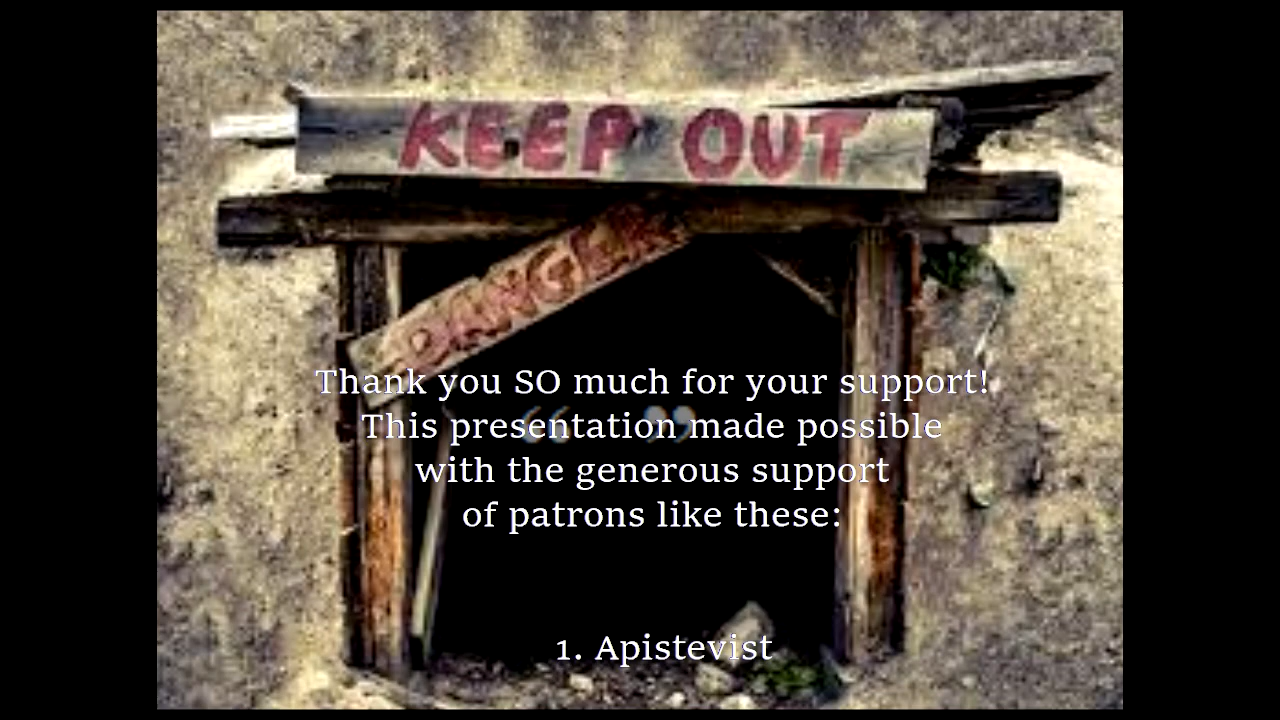 KEEP OUT
DANGER
Thank you SO much for your support!
This presentation made possible
“ ”
with the generous support
of patrons like these:
1. Apistevist